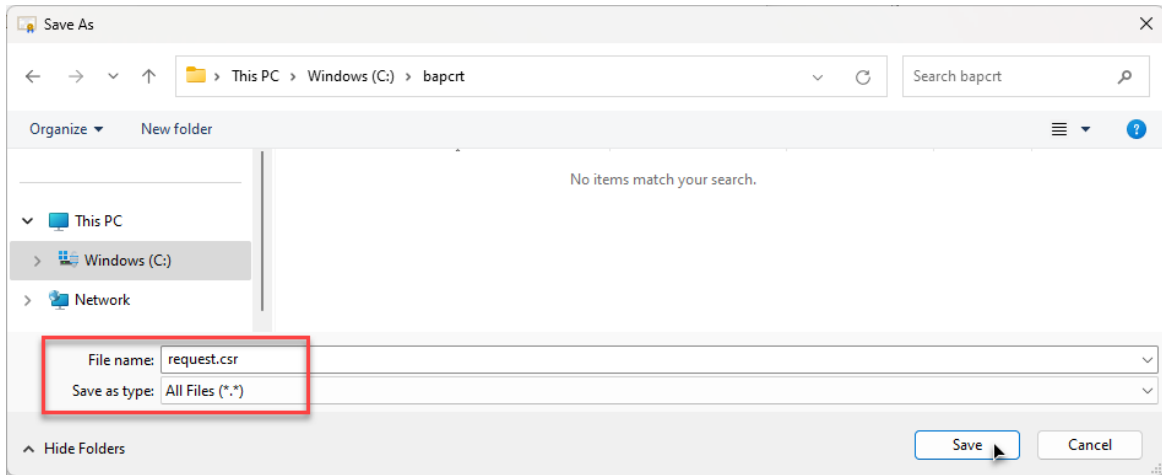 Save As
This PC > Windows (C:) > bapcrt
Search bapcrt
Organize
New folder
No items match your search.
This PC
Windows (C:)
Network
File name: request.csr
Save as type: All Files (*.*)
Hide Folders
Save
Cancel